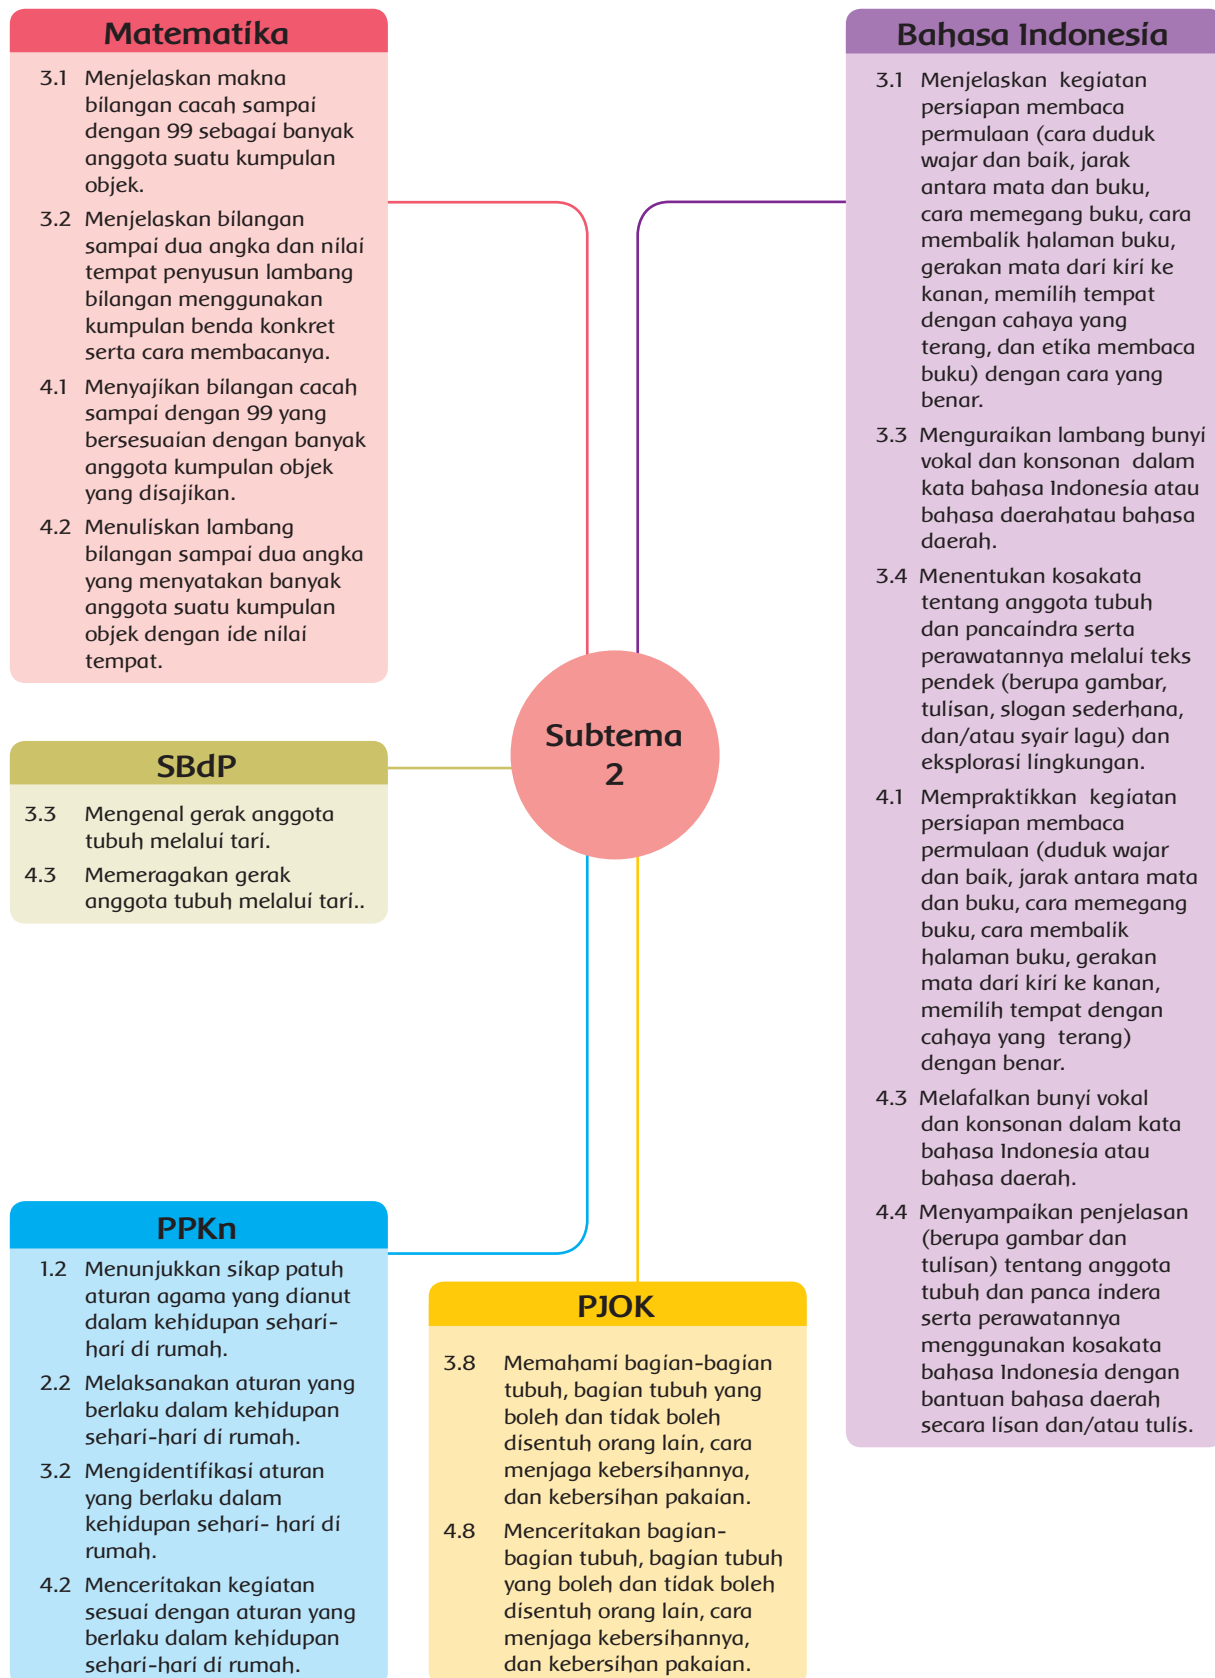 Matematika
3.1 Menjelaskan makna
bilangan cacah sampai
dengan 99 sebagai banyak
anggota suatu kumpulan
objek.
3.2 Menjelaskan bilangan
sampai dua angka dan nilai
tempat penyusun lambang
bilangan menggunakan
kumpulan benda konkret
serta cara membacanya.
4.1 Menyajikan bilangan cacah
sampai dengan 99 yang
bersesuaian dengan banyak
anggota kumpulan objek
yang disajikan.
4.2 Menuliskan lambang
bilangan sampai dua angka
yang menyatakan banyak
anggota suatu kumpulan
objek dengan ide nilai
tempat.
Bahasa Indonesia
3.1 Menjelaskan kegiatan
persiapan membaca
permulaan (cara duduk
wajar dan baik, jarak
antara mata dan buku,
cara memegang buku, cara
membalik halaman buku,
gerakan mata dari kiri ke
kanan, memilih tempat
dengan cahaya yang
terang, dan etika membaca
buku) dengan cara yang
benar.
3.3 Menguraikan lambang bunyi
vokal dan konsonan dalam
kata bahasa Indonesia atau
bahasa daerahatau bahasa
daerah.
3.4 Menentukan kosakata
tentang anggota tubuh
dan pancaindra serta
perawatannya melalui teks
pendek (berupa gambar,
tulisan, slogan sederhana,
dan/atau syair lagu) dan
eksplorasi lingkungan.
4.1 Mempraktikkan kegiatan
persiapan membaca
permulaan (duduk wajar
dan baik, jarak antara mata
dan buku, cara memegang
buku, cara membalik
halaman buku, gerakan
mata dari kiri ke kanan,
memilih tempat dengan
cahaya yang terang)
dengan benar.
4.3 Melafalkan bunyi vokal
dan konsonan dalam kata
bahasa Indonesia atau
bahasa daerah.
4.4 Menyampaikan penjelasan
(berupa gambar dan
tulisan) tentang anggota
tubuh dan panca indera
serta perawatannya
menggunakan kosakata
bahasa Indonesia dengan
bantuan bahasa daerah
secara lisan dan/atau tulis.
Subtema
2
SBdP
3.3 Mengenal gerak anggota
tubuh melalui tari.
4.3 Memeragakan gerak
anggota tubuh melalui tari..
PPKn
1.2 Menunjukkan sikap patuh
aturan agama yang dianut
dalam kehidupan sehari-
hari di rumah.
2.2 Melaksanakan aturan yang
berlaku dalam kehidupan
sehari-hari di rumah.
3.2 Mengidentifikasi aturan
yang berlaku dalam
kehidupan sehari- hari di
rumah.
4.2 Menceritakan kegiatan
sesuai dengan aturan yang
berlaku dalam kehidupan
sehari-hari di rumah.
PJOK
3.8 Memahami bagian-bagian
tubuh, bagian tubuh yang
boleh dan tidak boleh
disentuh orang lain, cara
menjaga kebersihannya,
dan kebersihan pakaian.
4.8 Menceritakan bagian-
bagian tubuh, bagian tubuh
yang boleh dan tidak boleh
disentuh orang lain, cara
menjaga kebersihannya,
dan kebersihan pakaian.